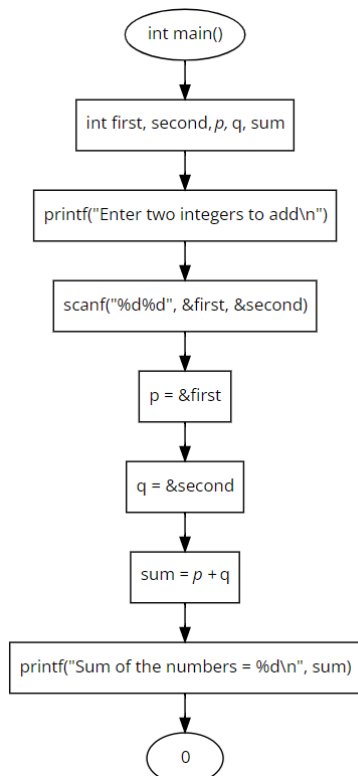 int main()
int first, second, p, q, sum
printf("Enter two integers to add\n")
scanf("%d%d", &first, &second)
p = &first
q = &second
sum = p + q
printf("Sum of the numbers = %d\n", sum)
0